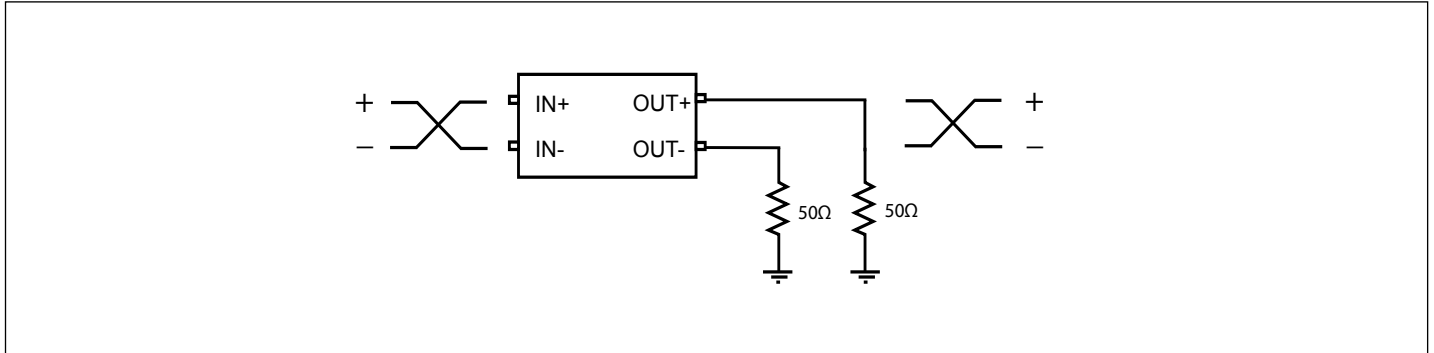 + IN+ OUT+ +
− IN- OUT- −
50Ω 50Ω